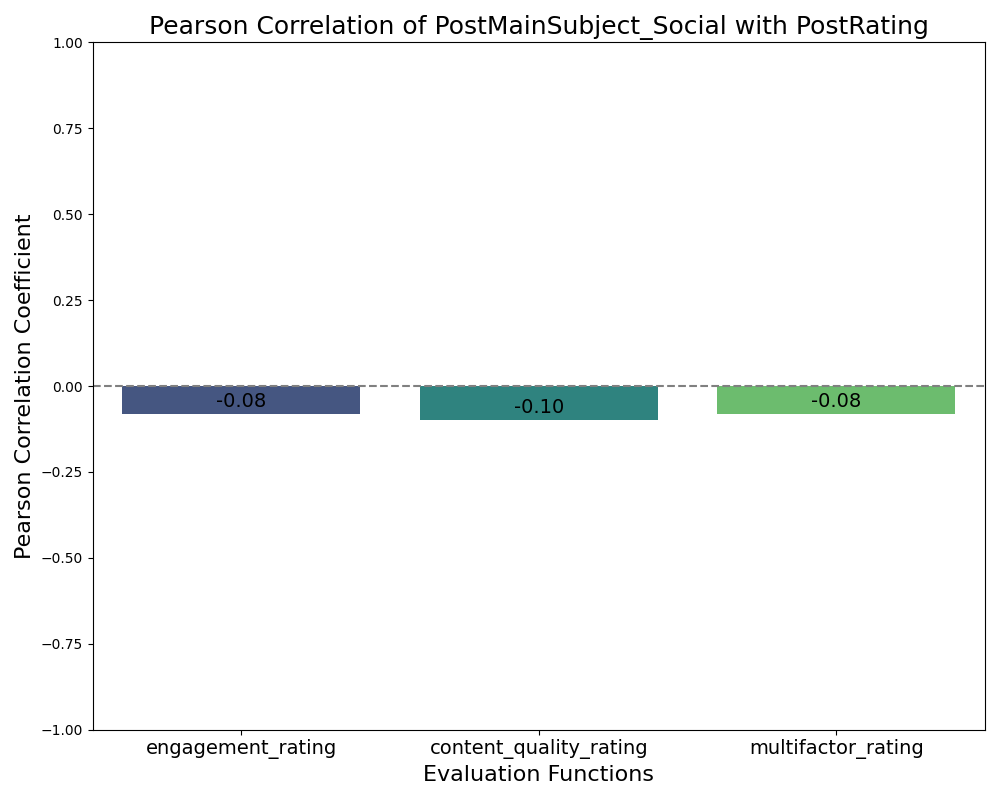 Pearson Correlation of PostMainSubject_Social with PostRating
Pearson Correlation Coefficient
1.00
0.75
0.50
0.25
0.00
−0.25
−0.50
−0.75
−1.00
-0.08
-0.10
-0.08
engagement_rating
content_quality_rating
multifactor_rating
Evaluation Functions